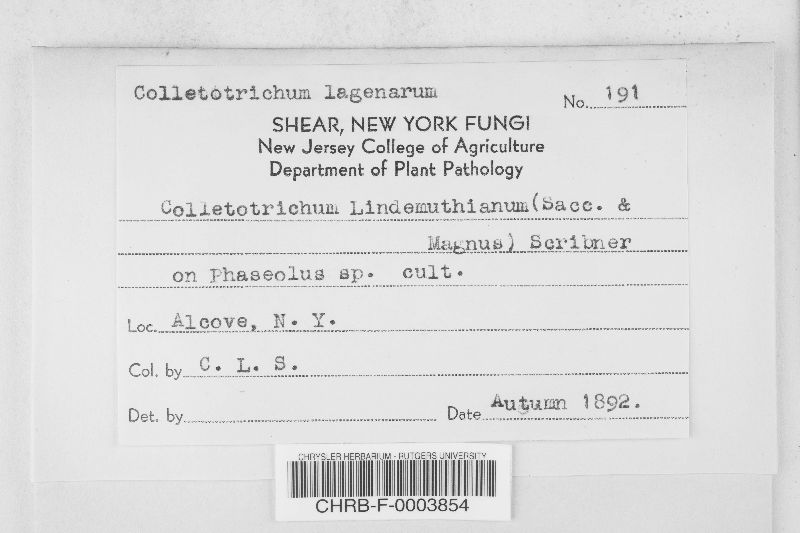 Colletotrichum lagenarum
No. 191
SHEAR, NEW YORK FUNGI
New Jersey College of Agriculture
Department of Plant Pathology
Colletotrichum Lindemuthianum(Sacc. &
Magnus) Scribner
on Phaseolus sp. cult.
Loc. Alcove, N. Y.
Col. by C. L. S.
Det. by
Date Autumn 1892.
CHRYSLER HERBARIUM - RUTGERS UNIVERSITY
CHRB-F-0003854